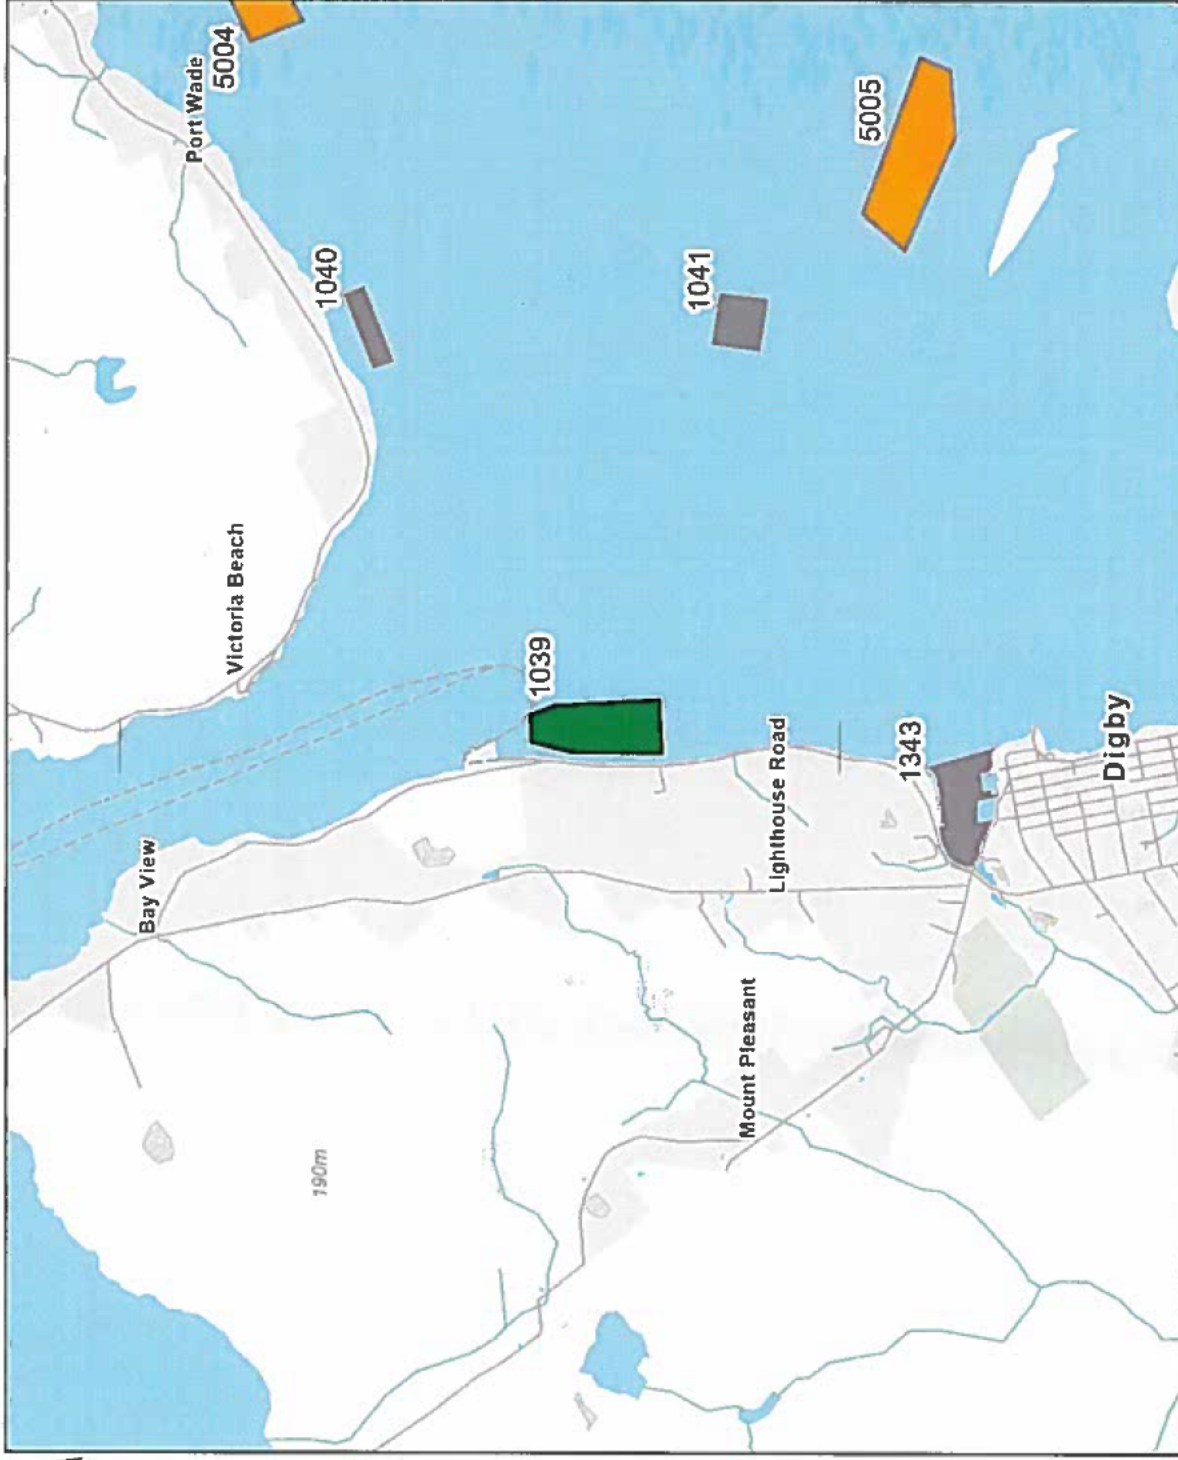 Port Wade
5004
5005
1040
1041
Victoria Beach
1039
Lighthouse Road
1343
Digby
Bay View
Mount Pleasant
190m